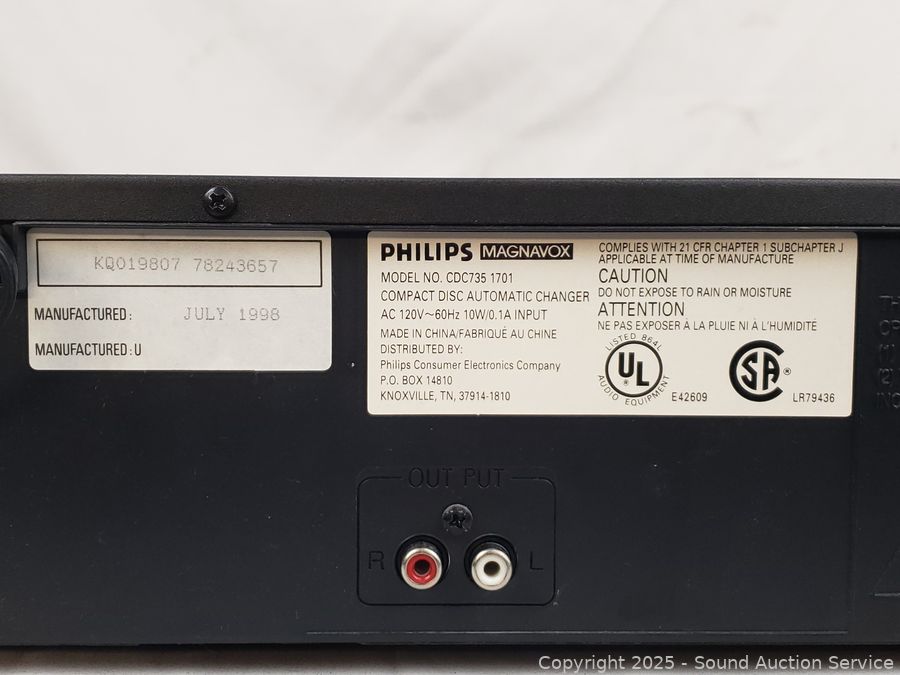 KQ019807 78243657
MANUFACTURED: JULY 1998
MANUFACTURED: U
PHILIPS MAGNAVOX
MODEL NO. CDC735 1701
COMPACT DISC AUTOMATIC CHANGER
AC 120V~60Hz 10W/0.1A INPUT
MADE IN CHINA/FABRIQUÉ AU CHINE
DISTRIBUTED BY:
Philips Consumer Electronics Company
P.O. BOX 14810
KNOXVILLE, TN, 37914-1810
COMPLIES WITH 21 CFR CHAPTER 1 SUBCHAPTER J
APPLICABLE AT TIME OF MANUFACTURE
CAUTION
DO NOT EXPOSE TO RAIN OR MOISTURE
ATTENTION
NE PAS EXPOSER À LA PLUIE NI À L'HUMIDITÉ
LISTED 864L
UL ®
AUDIO EQUIPMENT
E42609
SA ®
LR79436
OUT PUT
R L
Copyright 2025 - Sound Auction Service